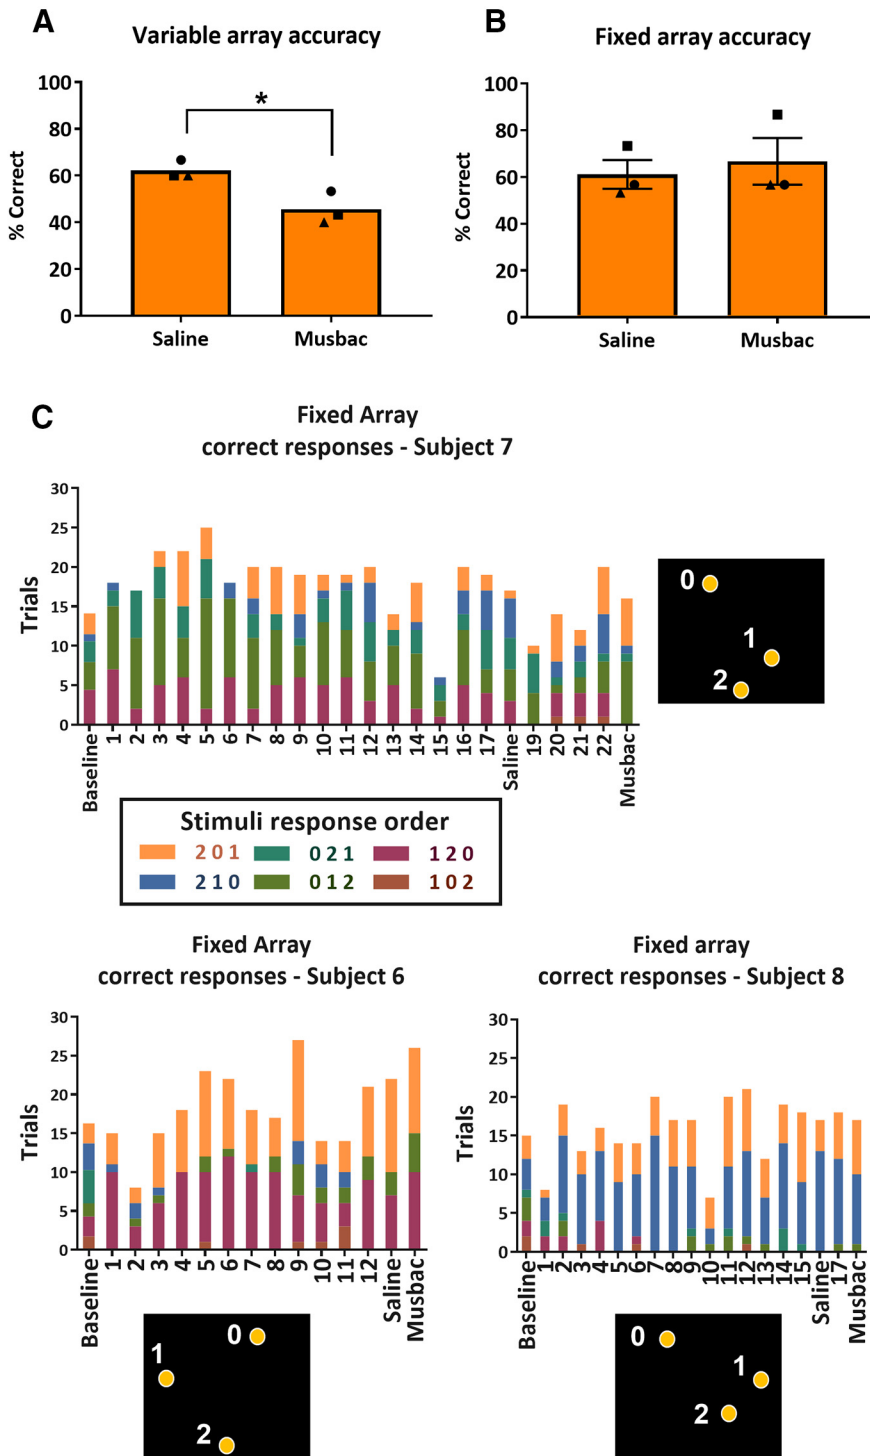 A
Variable array accuracy
100
80
60
40
20
0
% Correct
*
Saline
Musbac
B
Fixed array accuracy
100
80
60
40
20
0
% Correct
Saline
Musbac
C
Fixed Array
correct responses - Subject 7
30
25
20
15
10
5
0
Trials
Baseline 1 2 3 4 5 6 7 8 9 10 11 12 13 14 15 16 17 Saline 19 20 21 22 Musbac
0
1
2
Stimuli response order
2 0 1 0 2 1 1 2 0
2 1 0 0 1 2 1 0 2
Fixed Array
correct responses - Subject 6
30
25
20
15
10
5
0
Trials
Baseline 1 2 3 4 5 6 7 8 9 10 11 12 Saline Musbac
0
1
2
Fixed array
correct responses - Subject 8
30
25
20
15
10
5
0
Trials
Baseline 1 2 3 4 5 6 7 8 9 10 11 12 13 14 15 Saline 17 Musbac
0
1
2